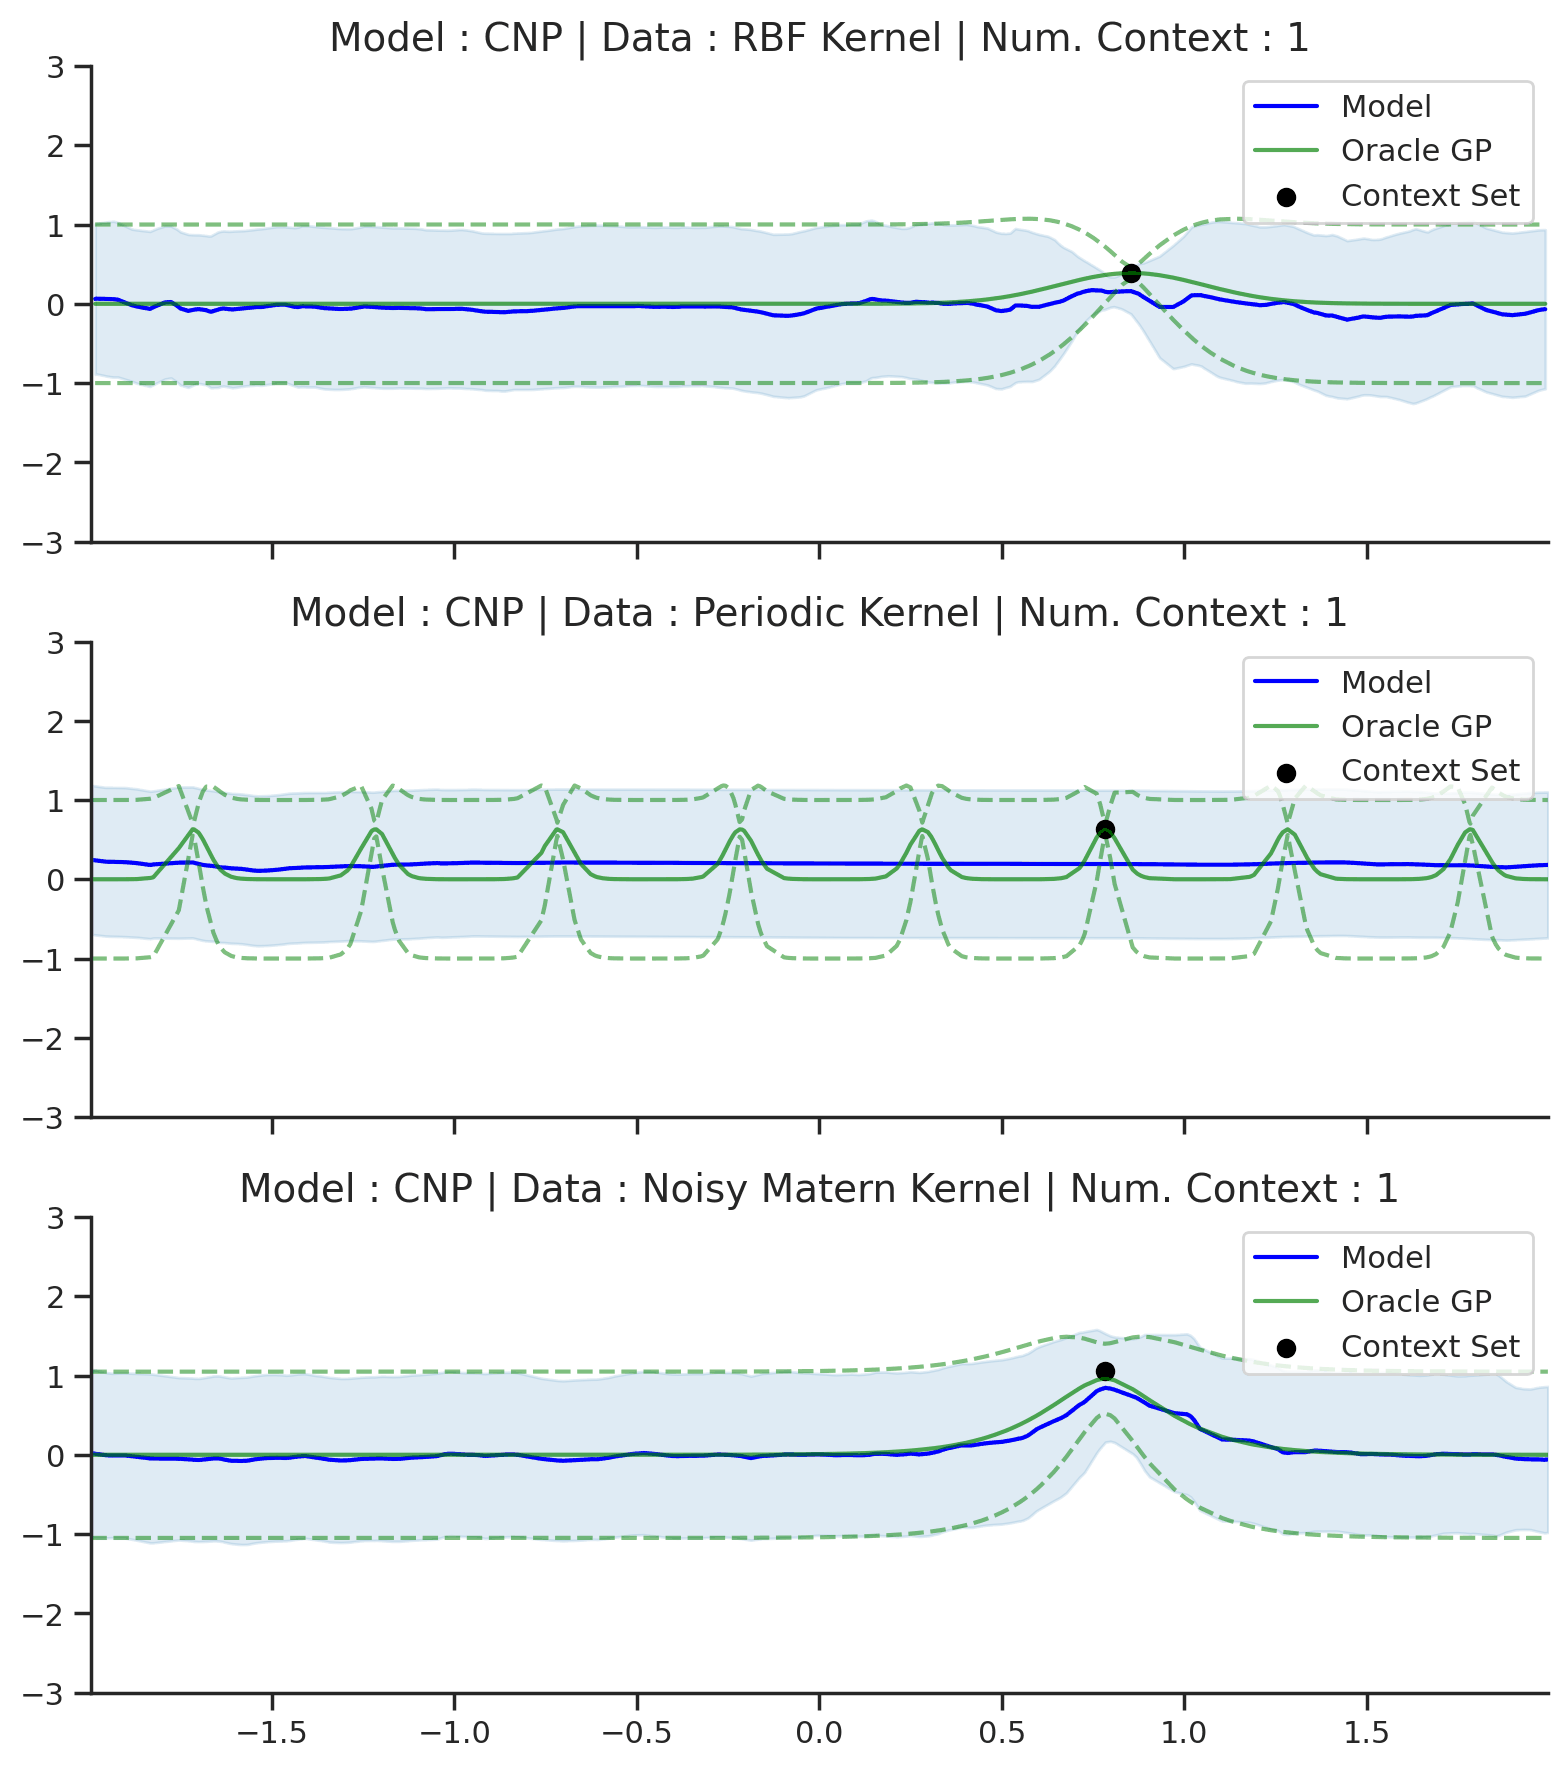 Model : CNP | Data : RBF Kernel | Num. Context : 1
3
2
1
0
−1
−2
−3
Model
Oracle GP
Context Set
Model : CNP | Data : Periodic Kernel | Num. Context : 1
3
2
1
0
−1
−2
−3
Model
Oracle GP
Context Set
Model : CNP | Data : Noisy Matern Kernel | Num. Context : 1
3
2
1
0
−1
−2
−3
Model
Oracle GP
Context Set
−1.5 −1.0 −0.5 0.0 0.5 1.0 1.5